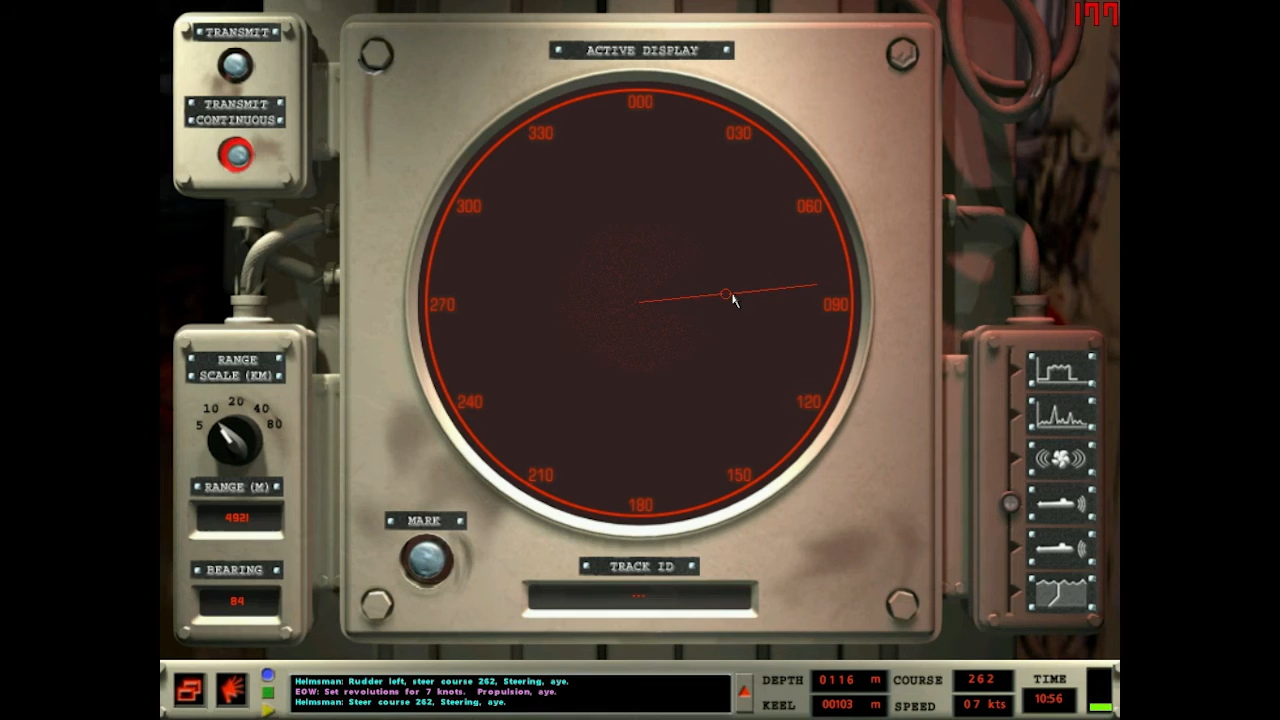 177
TRANSMIT
ACTIVE DISPLAY
TRANSMIT
CONTINUOUS
000
330
030
300
060
270
090
240
120
210
150
180
RANGE
SCALE (KM)
5 10 20 40 80
RANGE (M)
4921
BEARING
84
MARK
TRACK ID
---
Helmsman: Rudder left, steer course 262, Steering, aye.
EOW: Set revolutions for 7 knots. Propulsion, aye.
Helmsman: Steer course 262, Steering, aye.
DEPTH 0116 m COURSE 262 TIME
KEEL 00103 m SPEED 07 kts 10:56